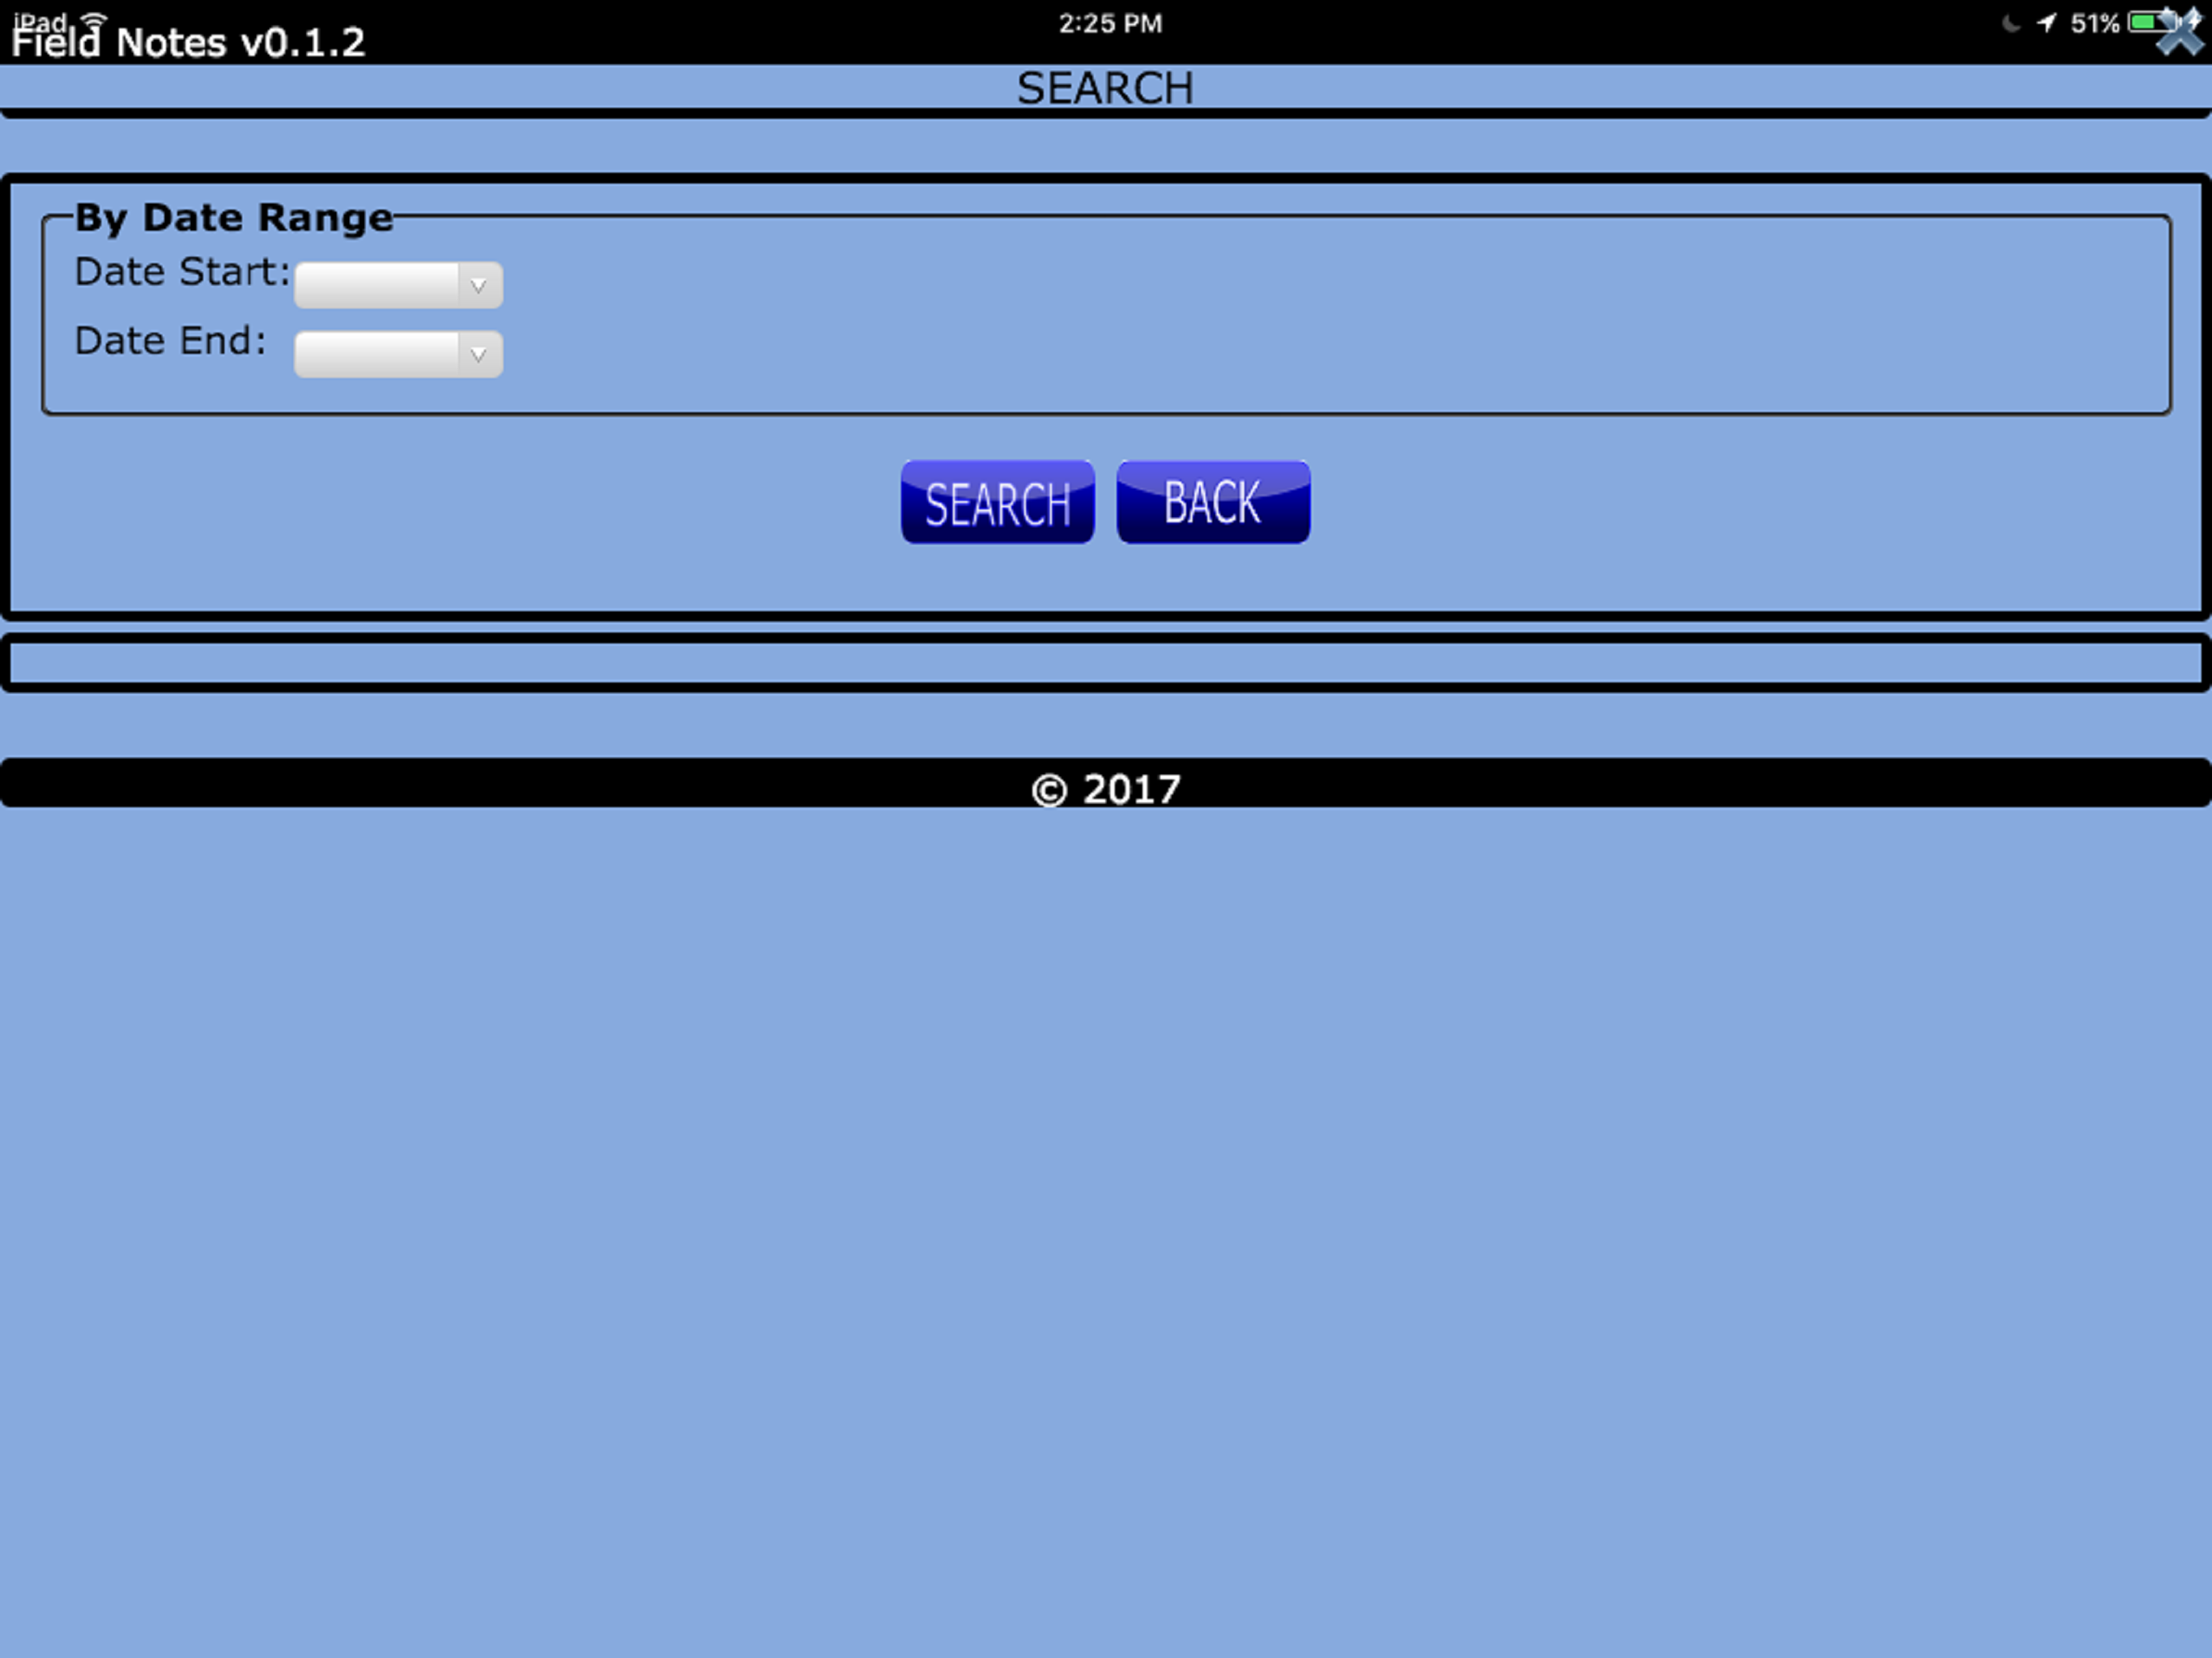 iPad 2:25 PM 51%
Field Notes v0.1.2
SEARCH
By Date Range
Date Start:
Date End:
SEARCH BACK
© 2017